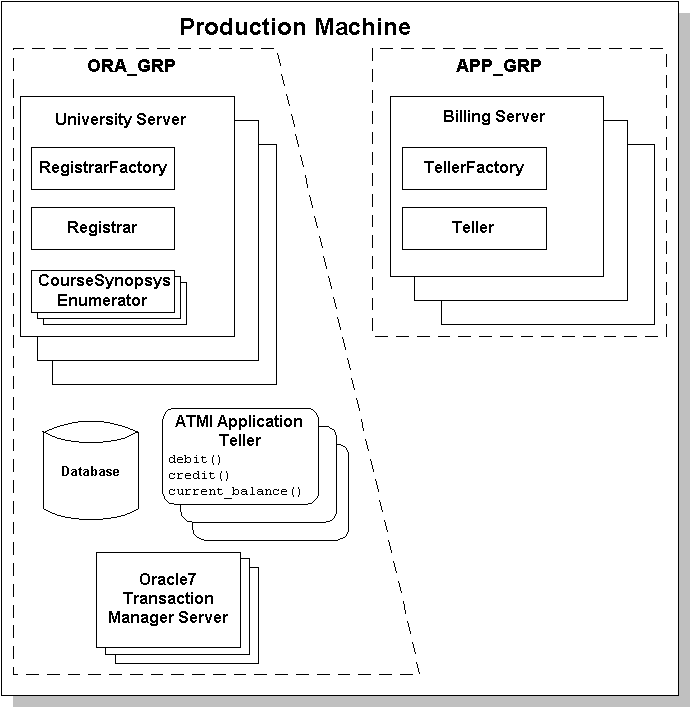 Production Machine
ORA_GRP
University Server
RegistrarFactory
Registrar
CourseSynopsys
Enumerator
Database
ATMI Application
Teller
debit()
credit()
current_balance()
Oracle7
Transaction
Manager Server
APP_GRP
Billing Server
TellerFactory
Teller